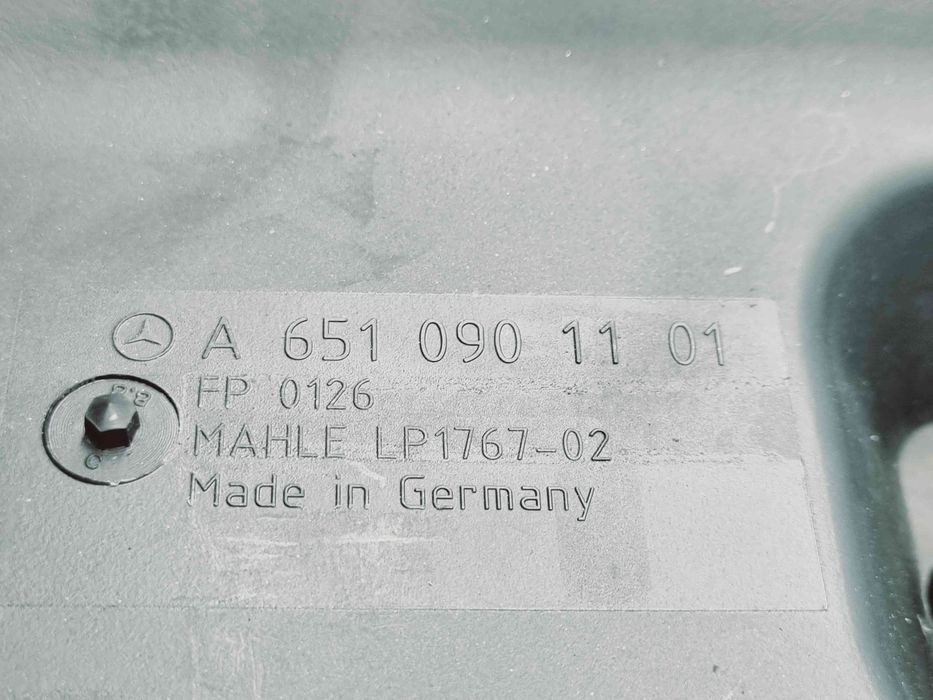 A 651 090 11 01
FP 0126
MAHLE LP1767-02
Made in Germany